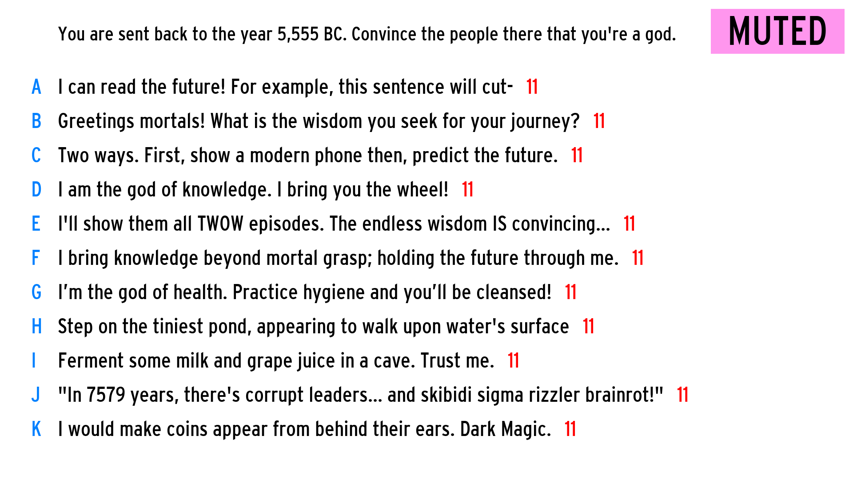 You are sent back to the year 5,555 BC. Convince the people there that you're a god.
MUTED
A I can read the future! For example, this sentence will cut- 11
B Greetings mortals! What is the wisdom you seek for your journey? 11
C Two ways. First, show a modern phone then, predict the future. 11
D I am the god of knowledge. I bring you the wheel! 11
E I'll show them all TWOW episodes. The endless wisdom IS convincing... 11
F I bring knowledge beyond mortal grasp; holding the future through me. 11
G I’m the god of health. Practice hygiene and you’ll be cleansed! 11
H Step on the tiniest pond, appearing to walk upon water's surface 11
I Ferment some milk and grape juice in a cave. Trust me. 11
J "In 7579 years, there's corrupt leaders... and skibidi sigma rizzler brainrot!" 11
K I would make coins appear from behind their ears. Dark Magic. 11